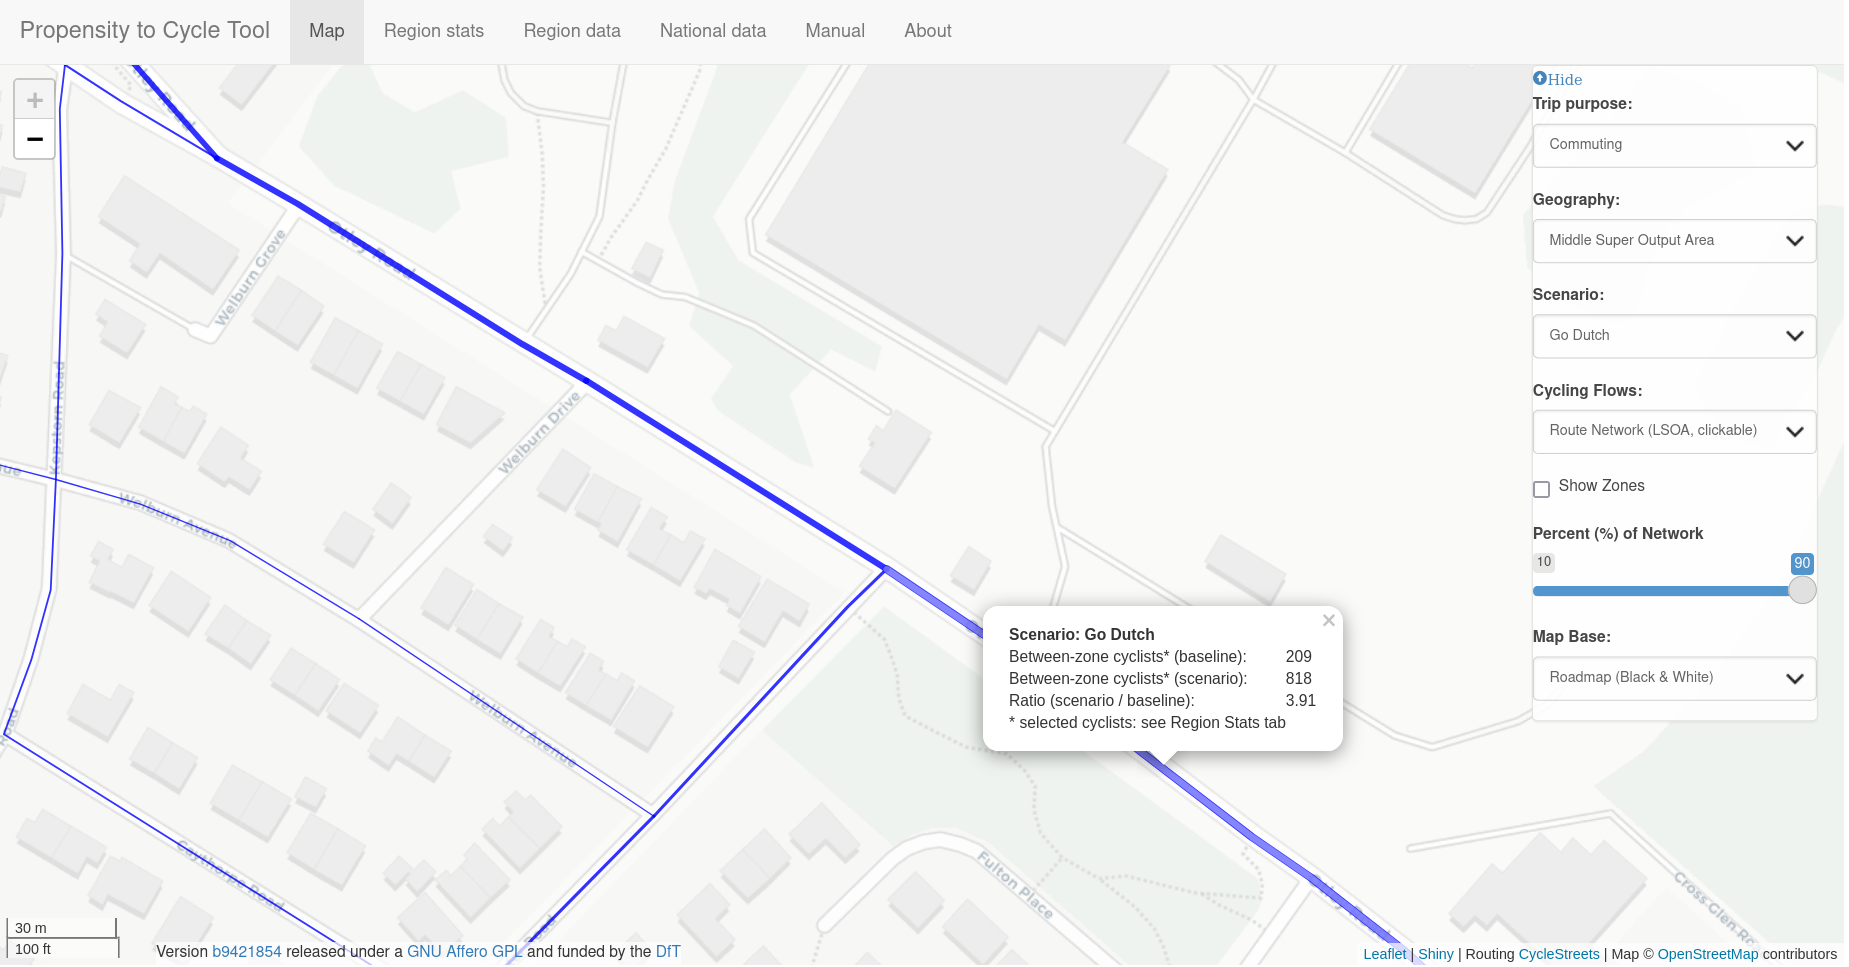 Propensity to Cycle Tool
Map
Region stats
Region data
National data
Manual
About
+
−
Hide
Trip purpose:
Commuting
Geography:
Middle Super Output Area
Scenario:
Go Dutch
Cycling Flows:
Route Network (LSOA, clickable)
Show Zones
Percent (%) of Network
10
90
Map Base:
Roadmap (Black & White)
Otley Road
Welburn Grove
Kepstorn Road
Welburn Drive
Welburn Avenue
Welburn Avenue
Scenario: Go Dutch
Between-zone cyclists* (baseline): 209
Between-zone cyclists* (scenario): 818
Ratio (scenario / baseline): 3.91
* selected cyclists: see Region Stats tab
×
Caythorpe Road
Fulton Place
Otley Road
Road
Cross Glen Ro
30 m
100 ft
Version b9421854 released under a GNU Affero GPL and funded by the DfT
Leaflet | Shiny | Routing CycleStreets | Map © OpenStreetMap contributors